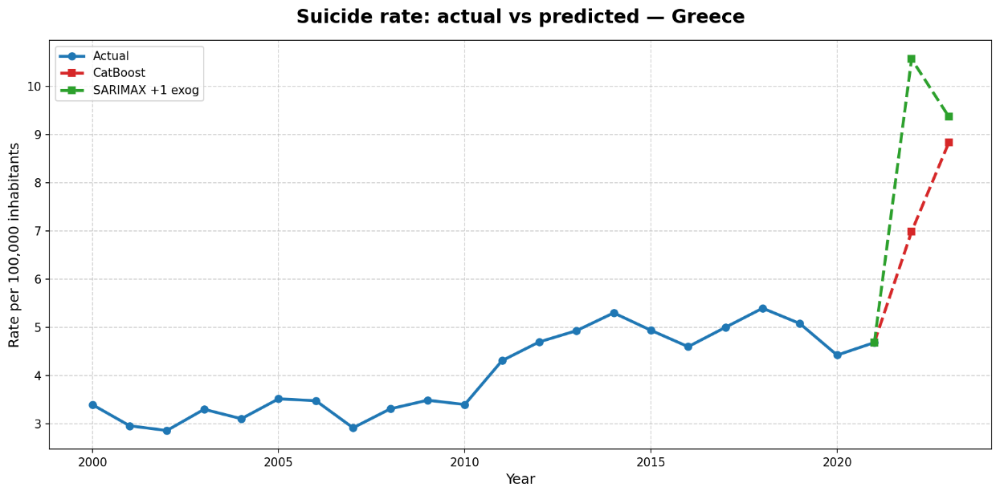 Suicide rate: actual vs predicted — Greece
Actual
CatBoost
SARIMAX +1 exog
10
9
8
7
6
5
4
3
Rate per 100,000 inhabitants
2000
2005
2010
2015
2020
Year